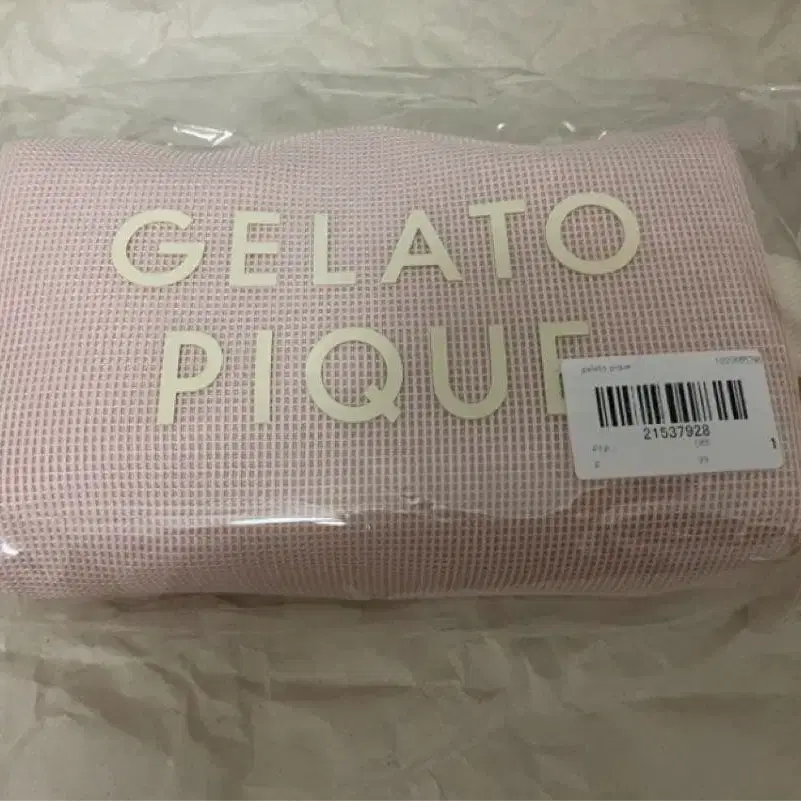 GELATO
PIQUE
gelato pique
21537928
1